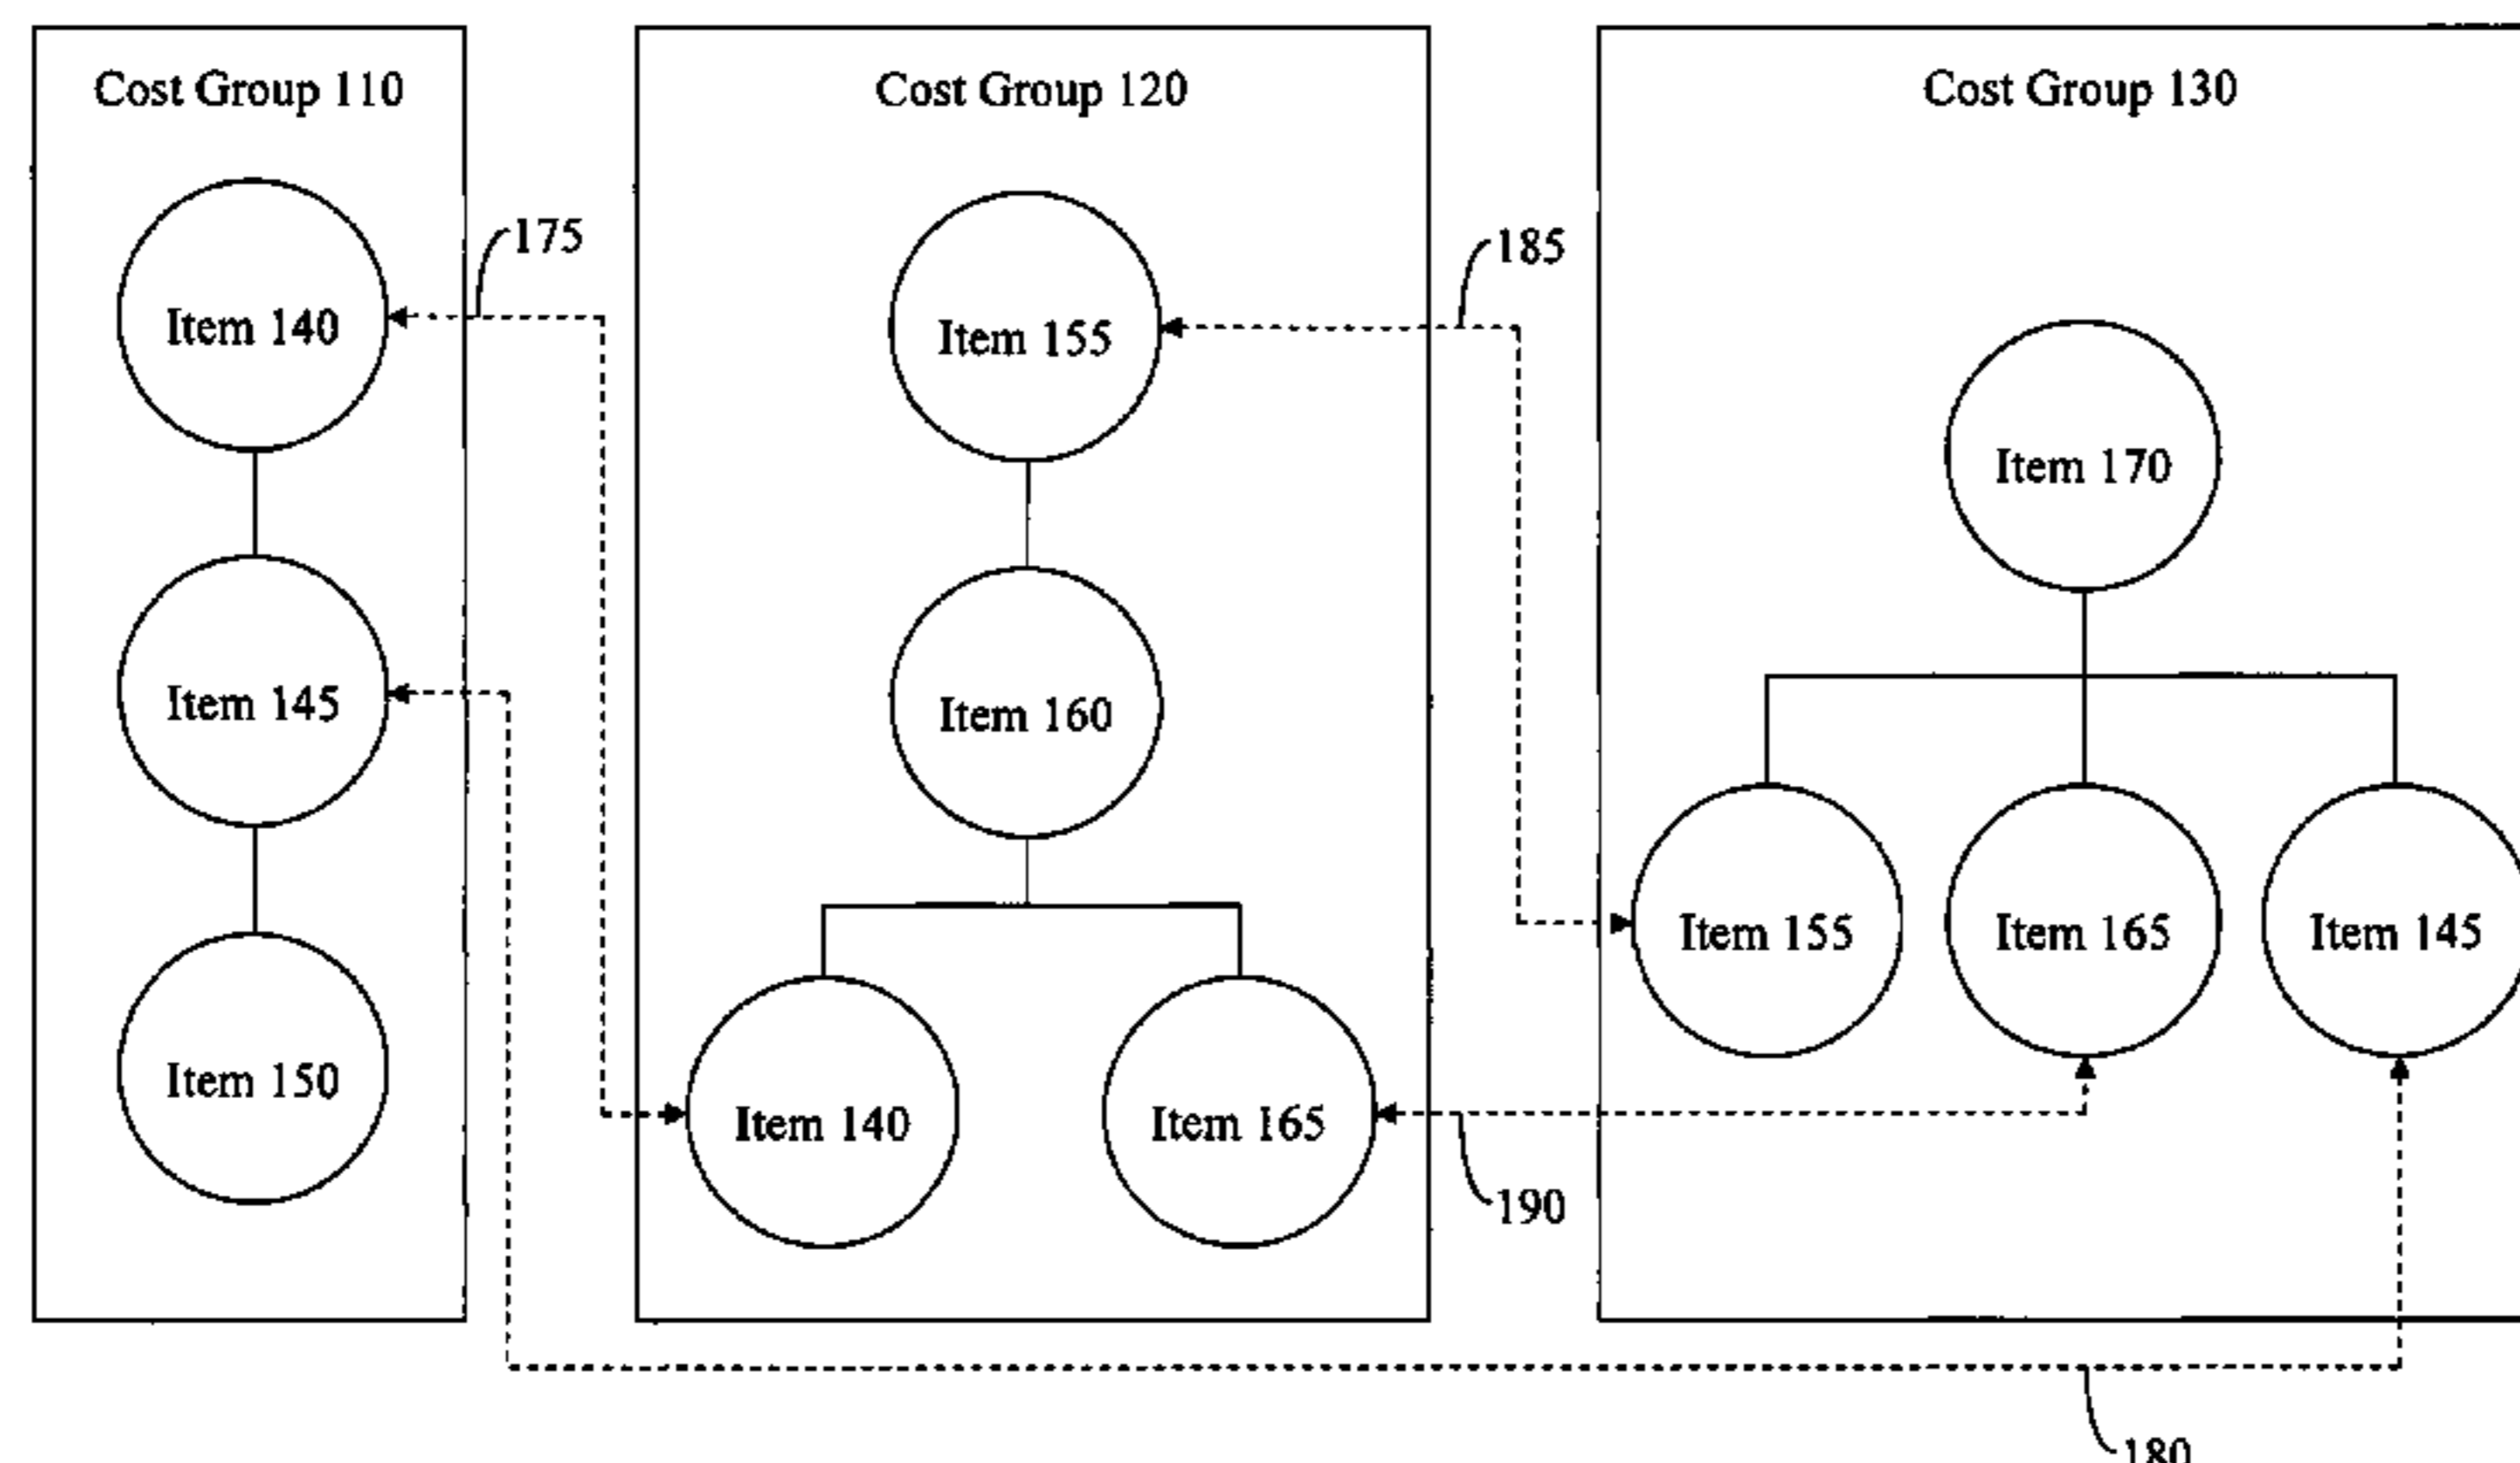 Cost Group 110
Item 140
Item 145
Item 150
175
Cost Group 120
Item 155
Item 160
Item 140
Item 165
185
190
Cost Group 130
Item 170
Item 155
Item 165
Item 145
180